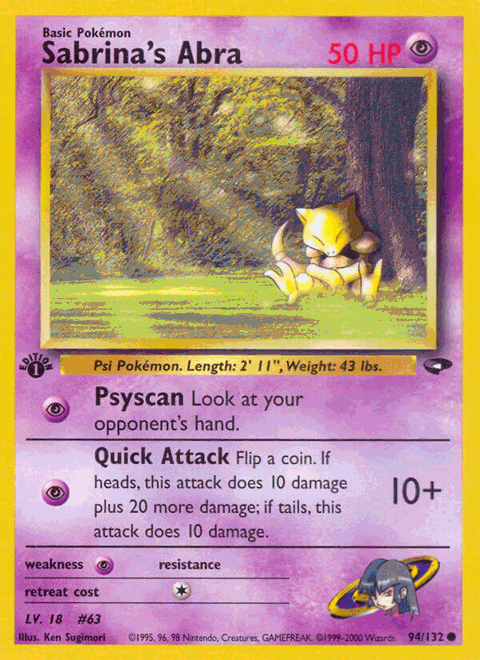 Basic Pokémon
Sabrina's Abra 50 HP
EDITION
1
Psi Pokémon. Length: 2' 11", Weight: 43 lbs.
Psyscan Look at your
opponent's hand.
Quick Attack Flip a coin. If
heads, this attack does 10 damage
plus 20 more damage; if tails, this
attack does 10 damage.
10+
weakness resistance
retreat cost
LV. 18 #63
Illus. Ken Sugimori ©1995, 96, 98 Nintendo, Creatures, GAMEFREAK. ©1999-2000 Wizards. 94/132